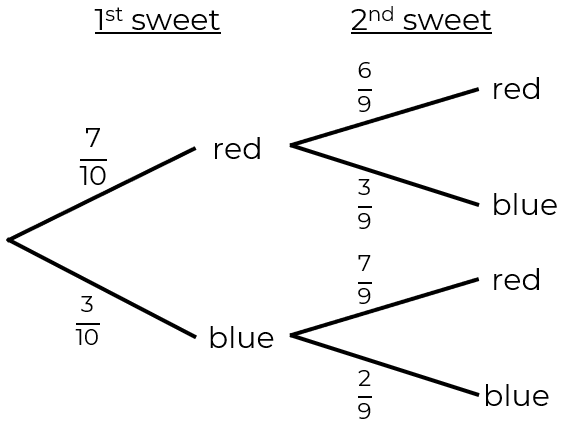 1st sweet
2nd sweet
7/10
red
3/10
blue
6/9
red
3/9
blue
7/9
red
2/9
blue